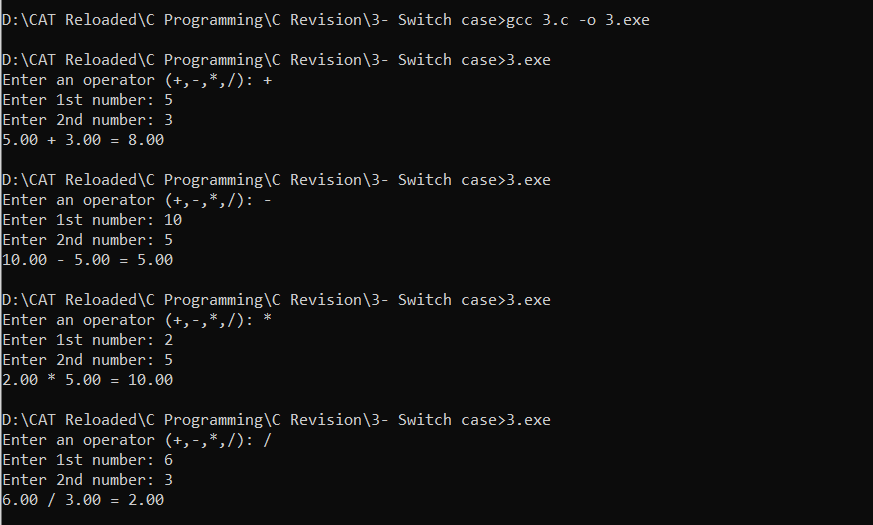 D:\CAT Reloaded\C Programming\C Revision\3- Switch case>gcc 3.c -o 3.exe
D:\CAT Reloaded\C Programming\C Revision\3- Switch case>3.exe
Enter an operator (+,-,*,/): +
Enter 1st number: 5
Enter 2nd number: 3
5.00 + 3.00 = 8.00
D:\CAT Reloaded\C Programming\C Revision\3- Switch case>3.exe
Enter an operator (+,-,*,/): -
Enter 1st number: 10
Enter 2nd number: 5
10.00 - 5.00 = 5.00
D:\CAT Reloaded\C Programming\C Revision\3- Switch case>3.exe
Enter an operator (+,-,*,/): *
Enter 1st number: 2
Enter 2nd number: 5
2.00 * 5.00 = 10.00
D:\CAT Reloaded\C Programming\C Revision\3- Switch case>3.exe
Enter an operator (+,-,*,/): /
Enter 1st number: 6
Enter 2nd number: 3
6.00 / 3.00 = 2.00